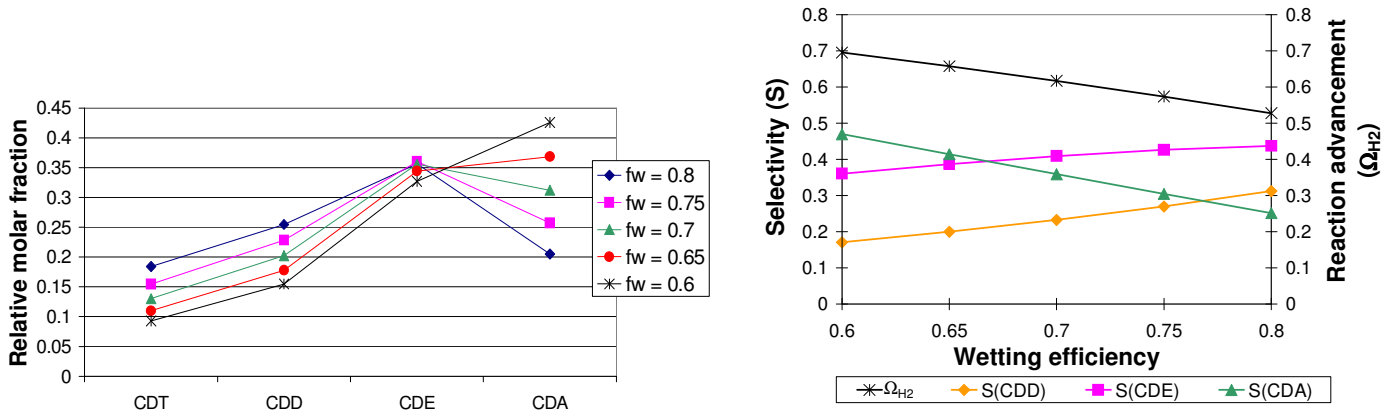 Relative molar fraction
0.45
0.4
0.35
0.3
0.25
0.2
0.15
0.1
0.05
0
CDT CDD CDE CDA
fw = 0.8
fw = 0.75
fw = 0.7
fw = 0.65
fw = 0.6
Selectivity (S)
0.8
0.7
0.6
0.5
0.4
0.3
0.2
0.1
0
0.8
0.7
0.6
0.5
0.4
0.3
0.2
0.1
0
Reaction advancement
(ΩH2)
0.6 0.65 0.7 0.75 0.8
Wetting efficiency
ΩH2 S(CDD) S(CDE) S(CDA)